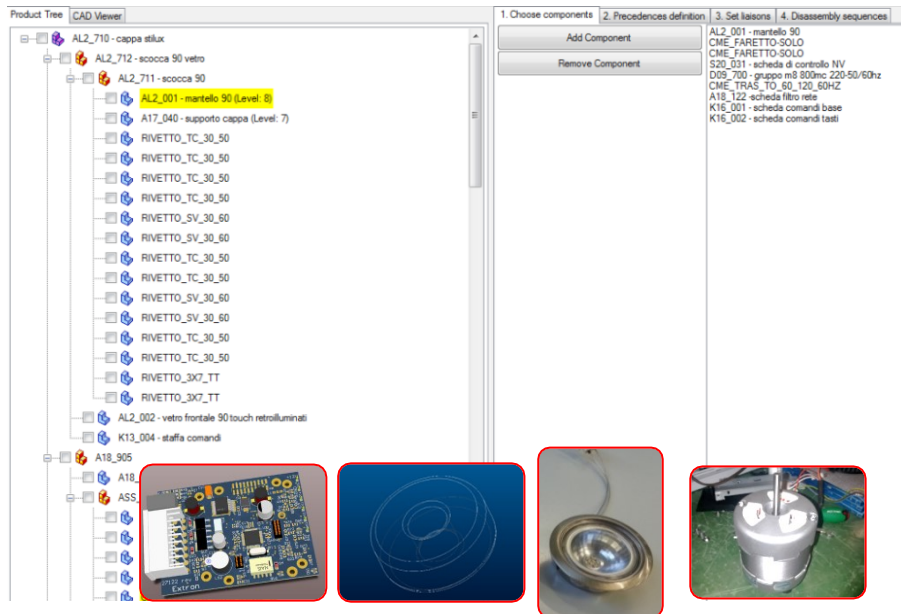 Product Tree CAD Viewer
AL2_710 - cappa stilux
AL2_712 - scocca 90 vetro
AL2_711 - scocca 90
AL2_001 - mantello 90 (Level: 8)
A17_040 - supporto cappa (Level: 7)
RIVETTO_TC_30_50
RIVETTO_TC_30_50
RIVETTO_TC_30_50
RIVETTO_TC_30_50
RIVETTO_SV_30_60
RIVETTO_SV_30_60
RIVETTO_TC_30_50
RIVETTO_TC_30_50
RIVETTO_SV_30_60
RIVETTO_SV_30_60
RIVETTO_TC_30_50
RIVETTO_TC_30_50
RIVETTO_3X7_TT
RIVETTO_3X7_TT
AL2_002 - vetro frontale 90 touch retroilluminati
K13_004 - staffa comandi
A18_905
A18_
ASS_
1. Choose components 2. Precedences definition 3. Set liaisons 4. Disassembly sequences
Add Component
Remove Component
AL2_001 - mantello 90
CME_FARETTO-SOLO
CME_FARETTO-SOLO
S20_031 - scheda di controllo NV
D09_700 - gruppo m8 800mc 220-50/60hz
CME_TRAS_TO_60_120_60HZ
A18_122 -scheda filtro rete
K16_001 - scheda comandi base
K16_002 - scheda comandi tasti
Extron